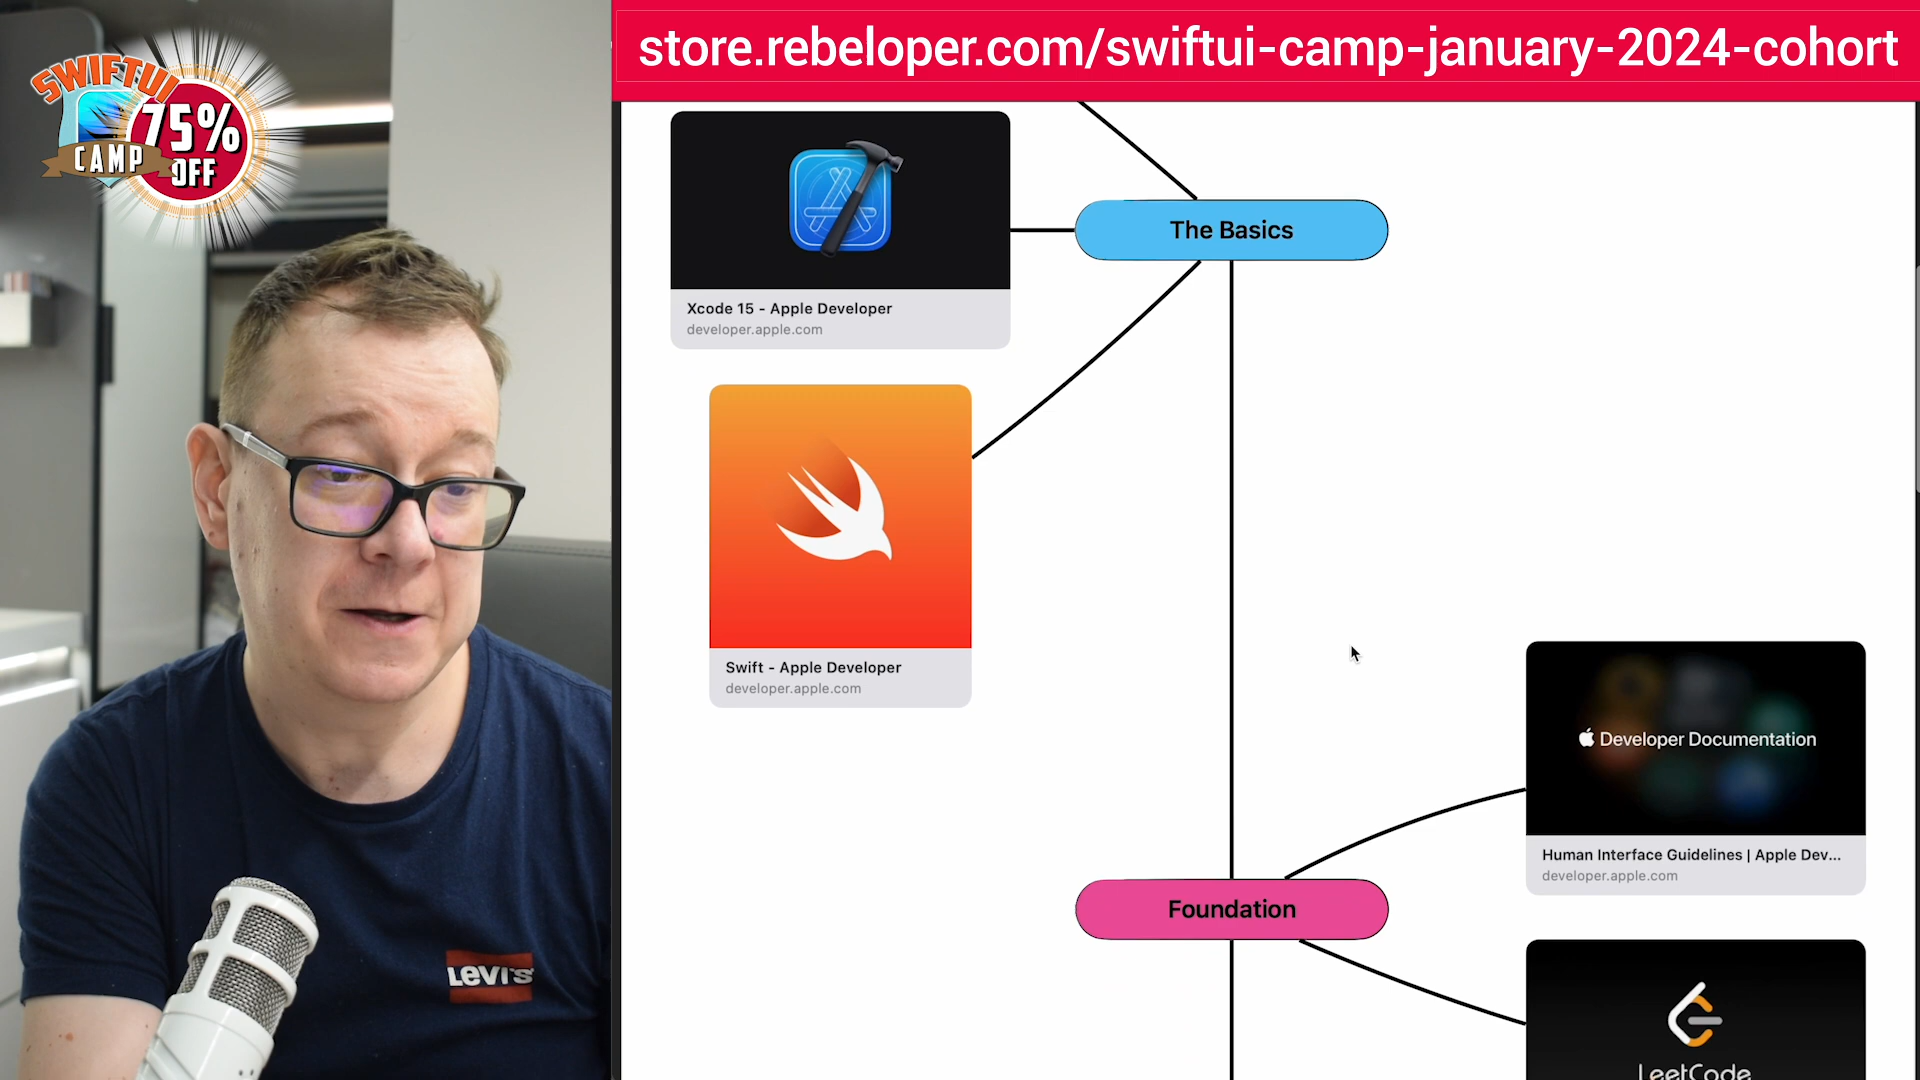 store.rebeloper.com/swiftui-camp-january-2024-cohort
SWIFTUI
75%
OFF
CAMP
The Basics
Xcode 15 - Apple Developer
developer.apple.com
Swift - Apple Developer
developer.apple.com
Developer Documentation
Human Interface Guidelines | Apple Dev...
developer.apple.com
Foundation
LeetCode
Levi's